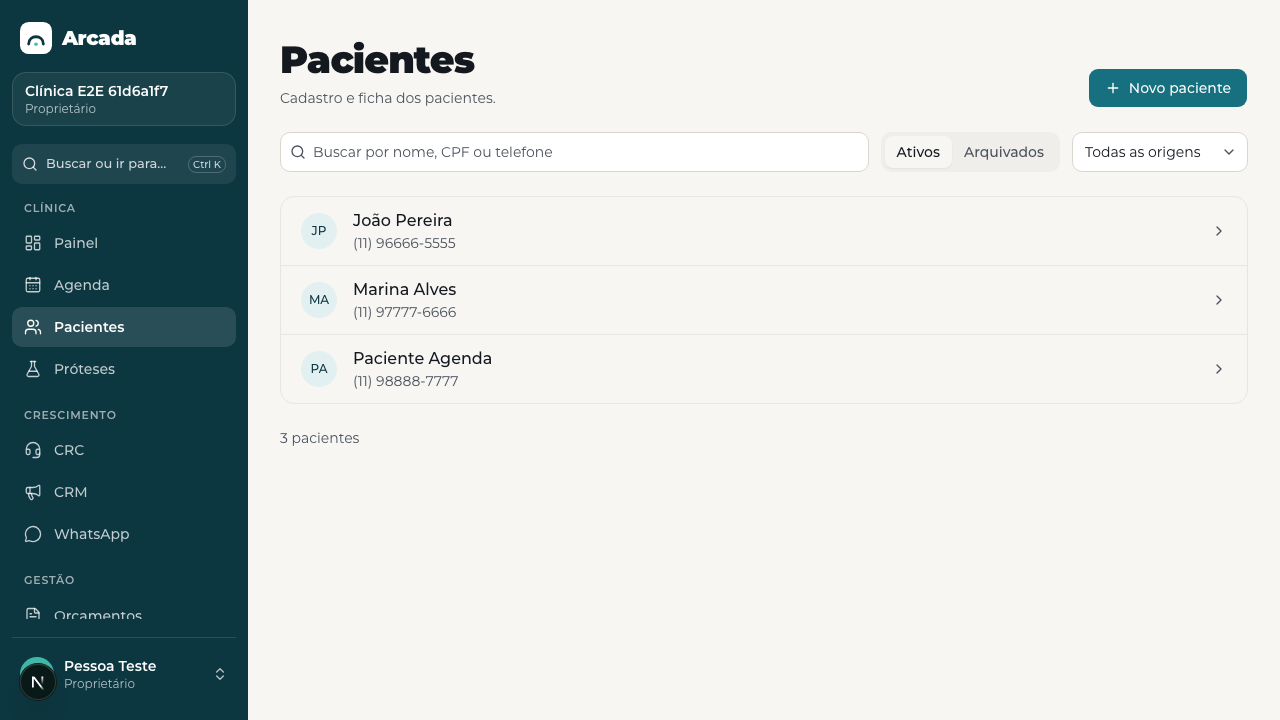 Arcada
Clínica E2E 61d6a1f7
Proprietário
Buscar ou ir para...
Ctrl K
CLÍNICA
Painel
Agenda
Pacientes
Próteses
CRESCIMENTO
CRC
CRM
WhatsApp
GESTÃO
Orçamentos
Pessoa Teste
Proprietário
N
Pacientes
Cadastro e ficha dos pacientes.
Novo paciente
Buscar por nome, CPF ou telefone
Ativos
Arquivados
Todas as origens
JP
João Pereira
(11) 96666-5555
MA
Marina Alves
(11) 97777-6666
PA
Paciente Agenda
(11) 98888-7777
3 pacientes